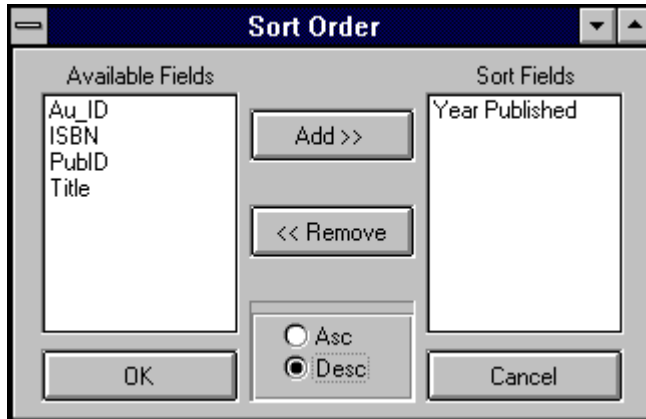 Sort Order
Available Fields
Sort Fields
Au_ID
ISBN
PubID
Title
Add >>
<< Remove
Year Published
Asc
Desc
OK
Cancel